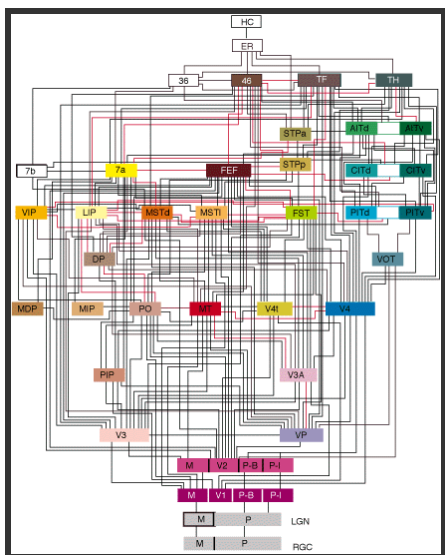 HC
ER
36 46 TF TH
STPa AITd AITv
7b 7a FEF STPp CITd CITv
VIP LIP MSTd MSTl FST PITd PITv
DP VOT
MDP MIP PO MT V4t V4
PIP V3A
V3 VP
M V2 P-B P-I
M V1 P-B P-I
M P LGN
M P RGC